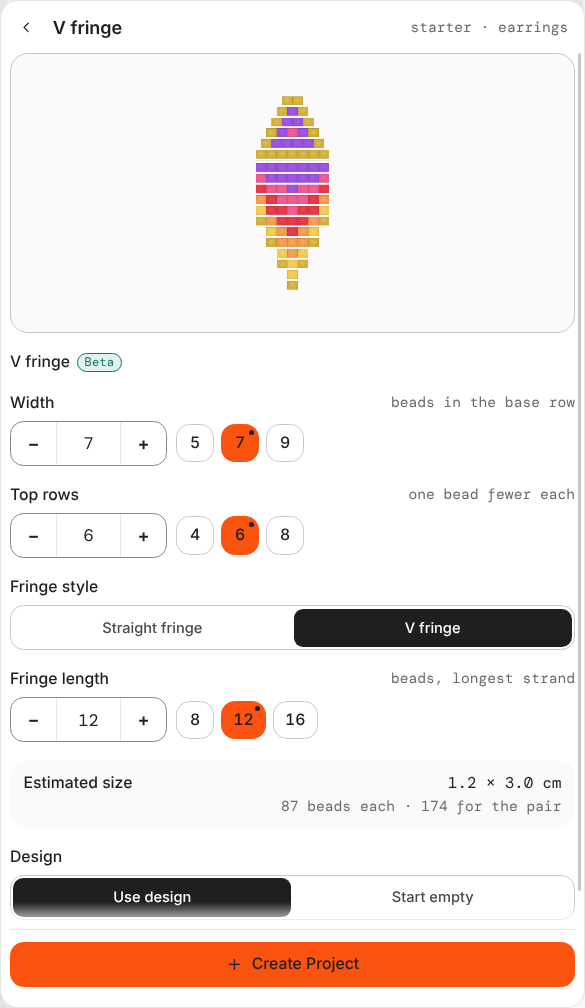 V fringe
starter · earrings
V fringe Beta
Width
beads in the base row
− 7 + 5 7 9
Top rows
one bead fewer each
− 6 + 4 6 8
Fringe style
Straight fringe V fringe
Fringe length
beads, longest strand
− 12 + 8 12 16
Estimated size
1.2 × 3.0 cm
87 beads each · 174 for the pair
Design
Use design Start empty
+ Create Project